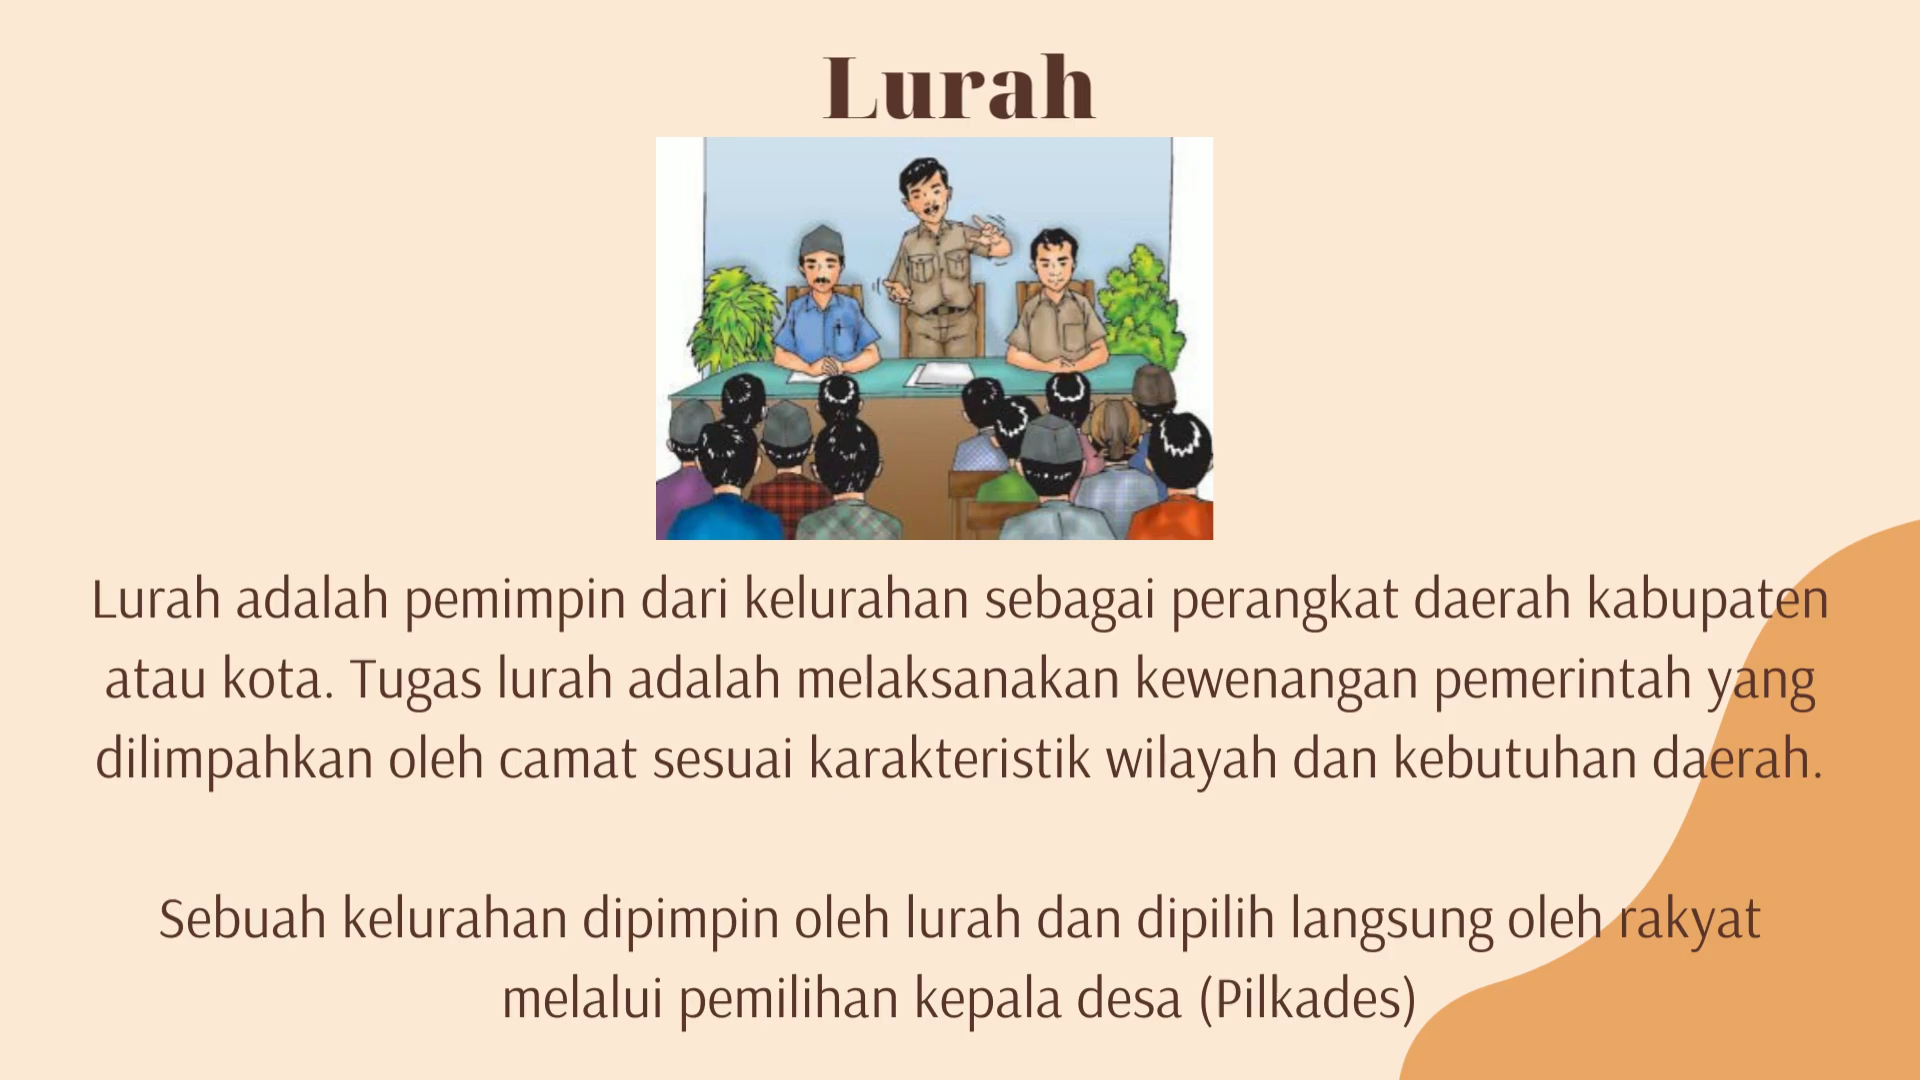 Lurah
Lurah adalah pemimpin dari kelurahan sebagai perangkat daerah kabupaten
atau kota. Tugas lurah adalah melaksanakan kewenangan pemerintah yang
dilimpahkan oleh camat sesuai karakteristik wilayah dan kebutuhan daerah.
Sebuah kelurahan dipimpin oleh lurah dan dipilih langsung oleh rakyat
melalui pemilihan kepala desa (Pilkades)